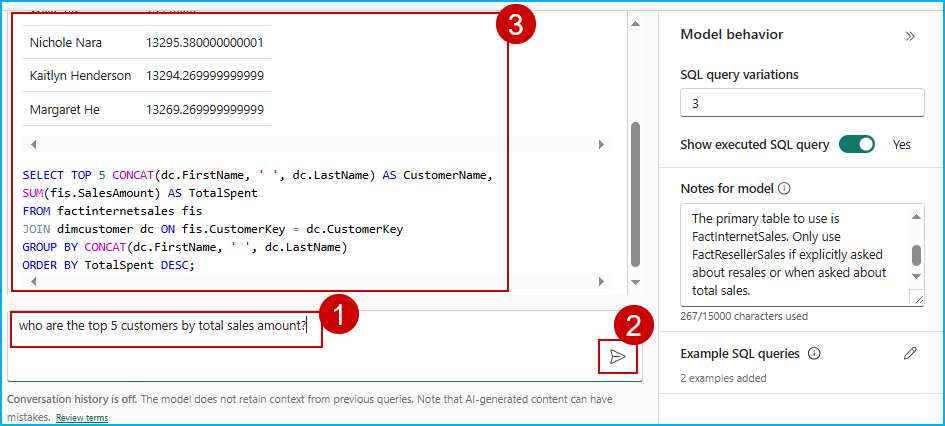 3
Nichole Nara 13295.380000000001
Kaitlyn Henderson 13294.269999999999
Margaret He 13269.269999999999
SELECT TOP 5 CONCAT(dc.FirstName, ' ', dc.LastName) AS CustomerName,
SUM(fis.SalesAmount) AS TotalSpent
FROM factinternetsales fis
JOIN dimcustomer dc ON fis.CustomerKey = dc.CustomerKey
GROUP BY CONCAT(dc.FirstName, ' ', dc.LastName)
ORDER BY TotalSpent DESC;
who are the top 5 customers by total sales amount?
1
2
Conversation history is off. The model does not retain context from previous queries. Note that AI-generated content can have
mistakes. Review terms
Model behavior
SQL query variations
3
Show executed SQL query Yes
Notes for model
The primary table to use is
FactInternetSales. Only use
FactResellerSales if explicitly asked
about resales or when asked about
total sales.
267/15000 characters used
Example SQL queries
2 examples added